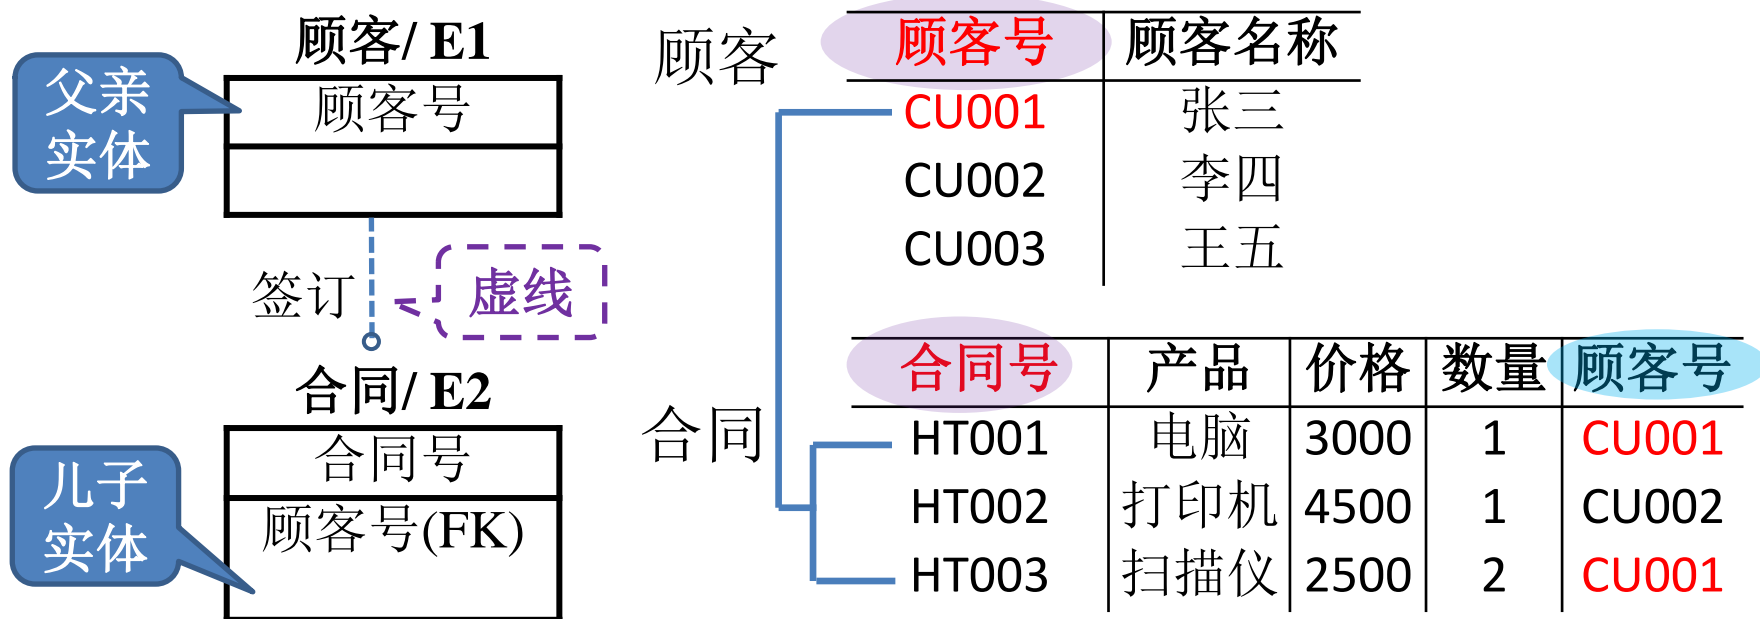 顾客/ E1
父亲
实体
顾客号
签订
虚线
合同/ E2
儿子
实体
合同号
顾客号(FK)
顾客
顾客号 顾客名称
CU001 张三
CU002 李四
CU003 王五
合同
合同号 产品 价格 数量 顾客号
HT001 电脑 3000 1 CU001
HT002 打印机 4500 1 CU002
HT003 扫描仪 2500 2 CU001